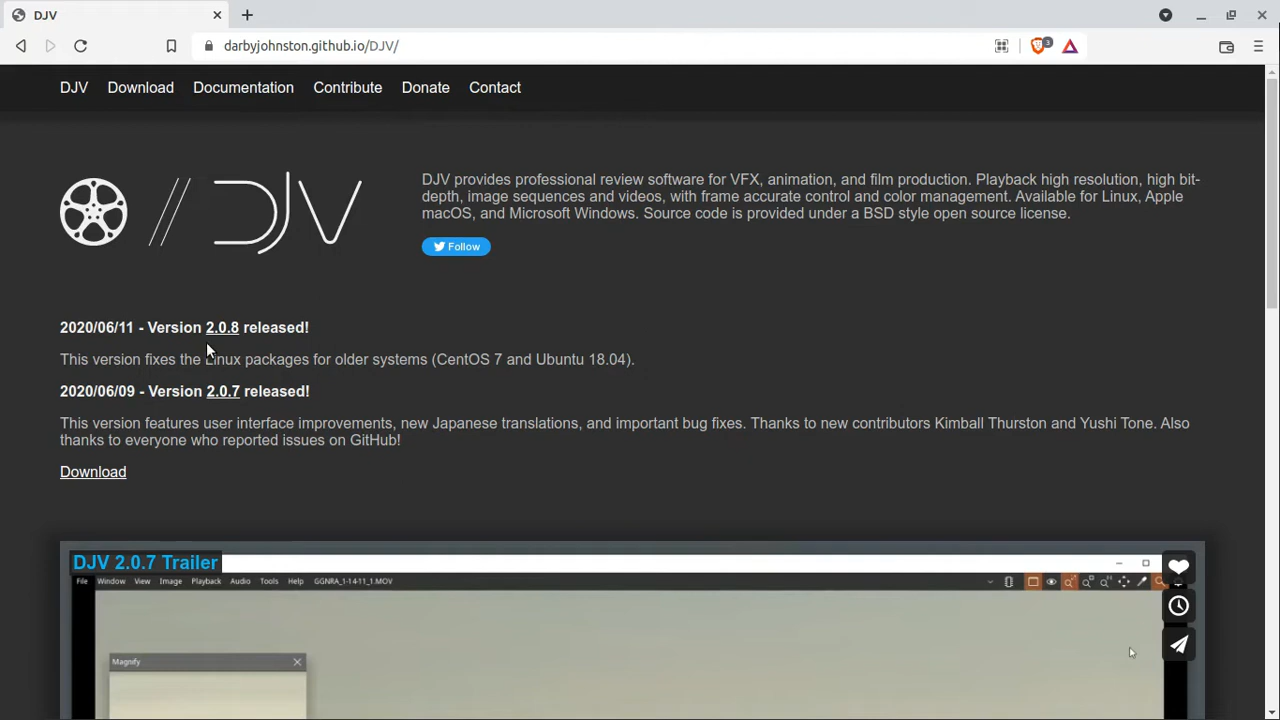 DJV
darbyjohnston.github.io/DJV/
3
DJV Download Documentation Contribute Donate Contact
// DJV
DJV provides professional review software for VFX, animation, and film production. Playback high resolution, high bit-
depth, image sequences and videos, with frame accurate control and color management. Available for Linux, Apple
macOS, and Microsoft Windows. Source code is provided under a BSD style open source license.
Follow
2020/06/11 - Version 2.0.8 released!
This version fixes the Linux packages for older systems (CentOS 7 and Ubuntu 18.04).
2020/06/09 - Version 2.0.7 released!
This version features user interface improvements, new Japanese translations, and important bug fixes. Thanks to new contributors Kimball Thurston and Yushi Tone. Also
thanks to everyone who reported issues on GitHub!
Download
DJV 2.0.7 Trailer
File Window View Image Playback Audio Tools Help GGNRA_1-14-11_1.MOV
Magnify